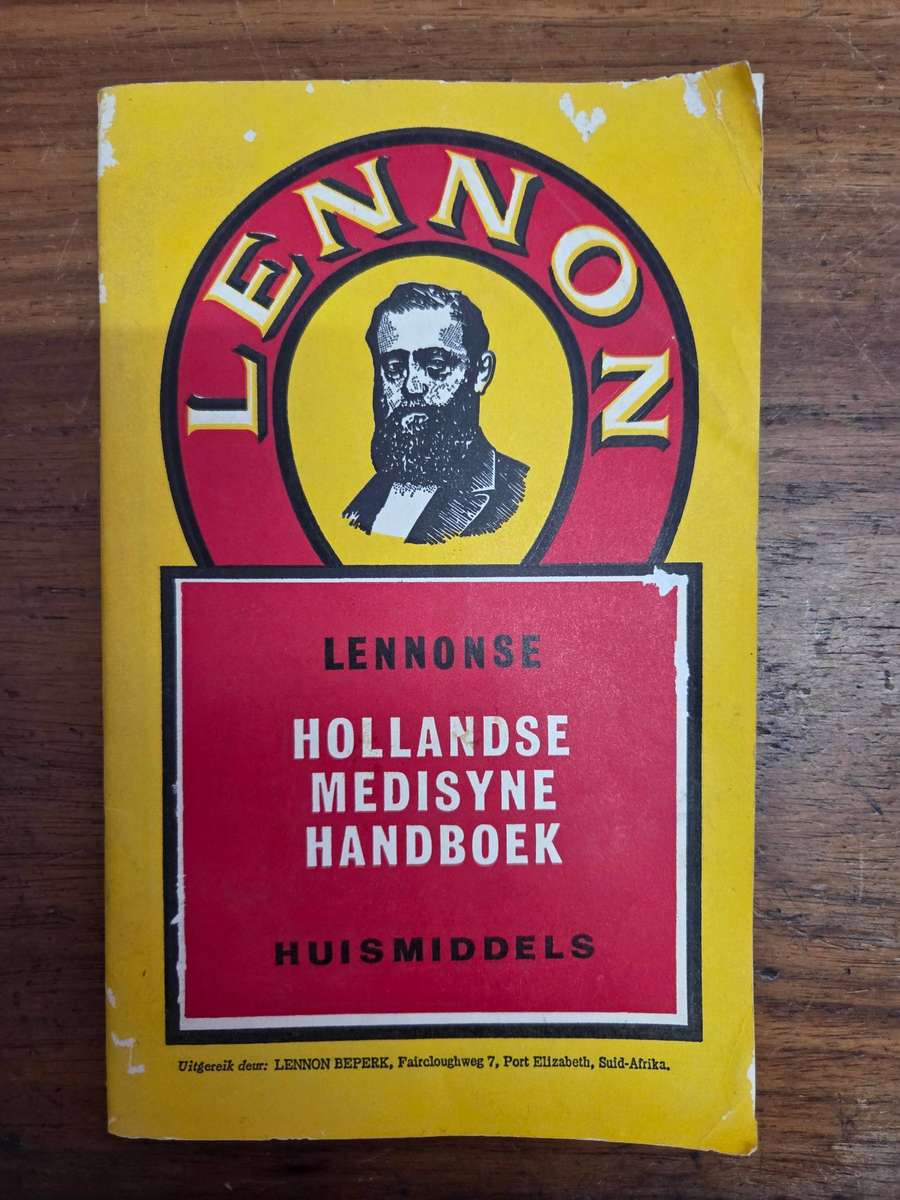 LENNON
LENNONSE
HOLLANDSE
MEDISYNE
HANDBOEK
HUISMIDDELS
Uitgereik deur: LENNON BEPERK, Faircloughweg 7, Port Elizabeth, Suid-Afrika.